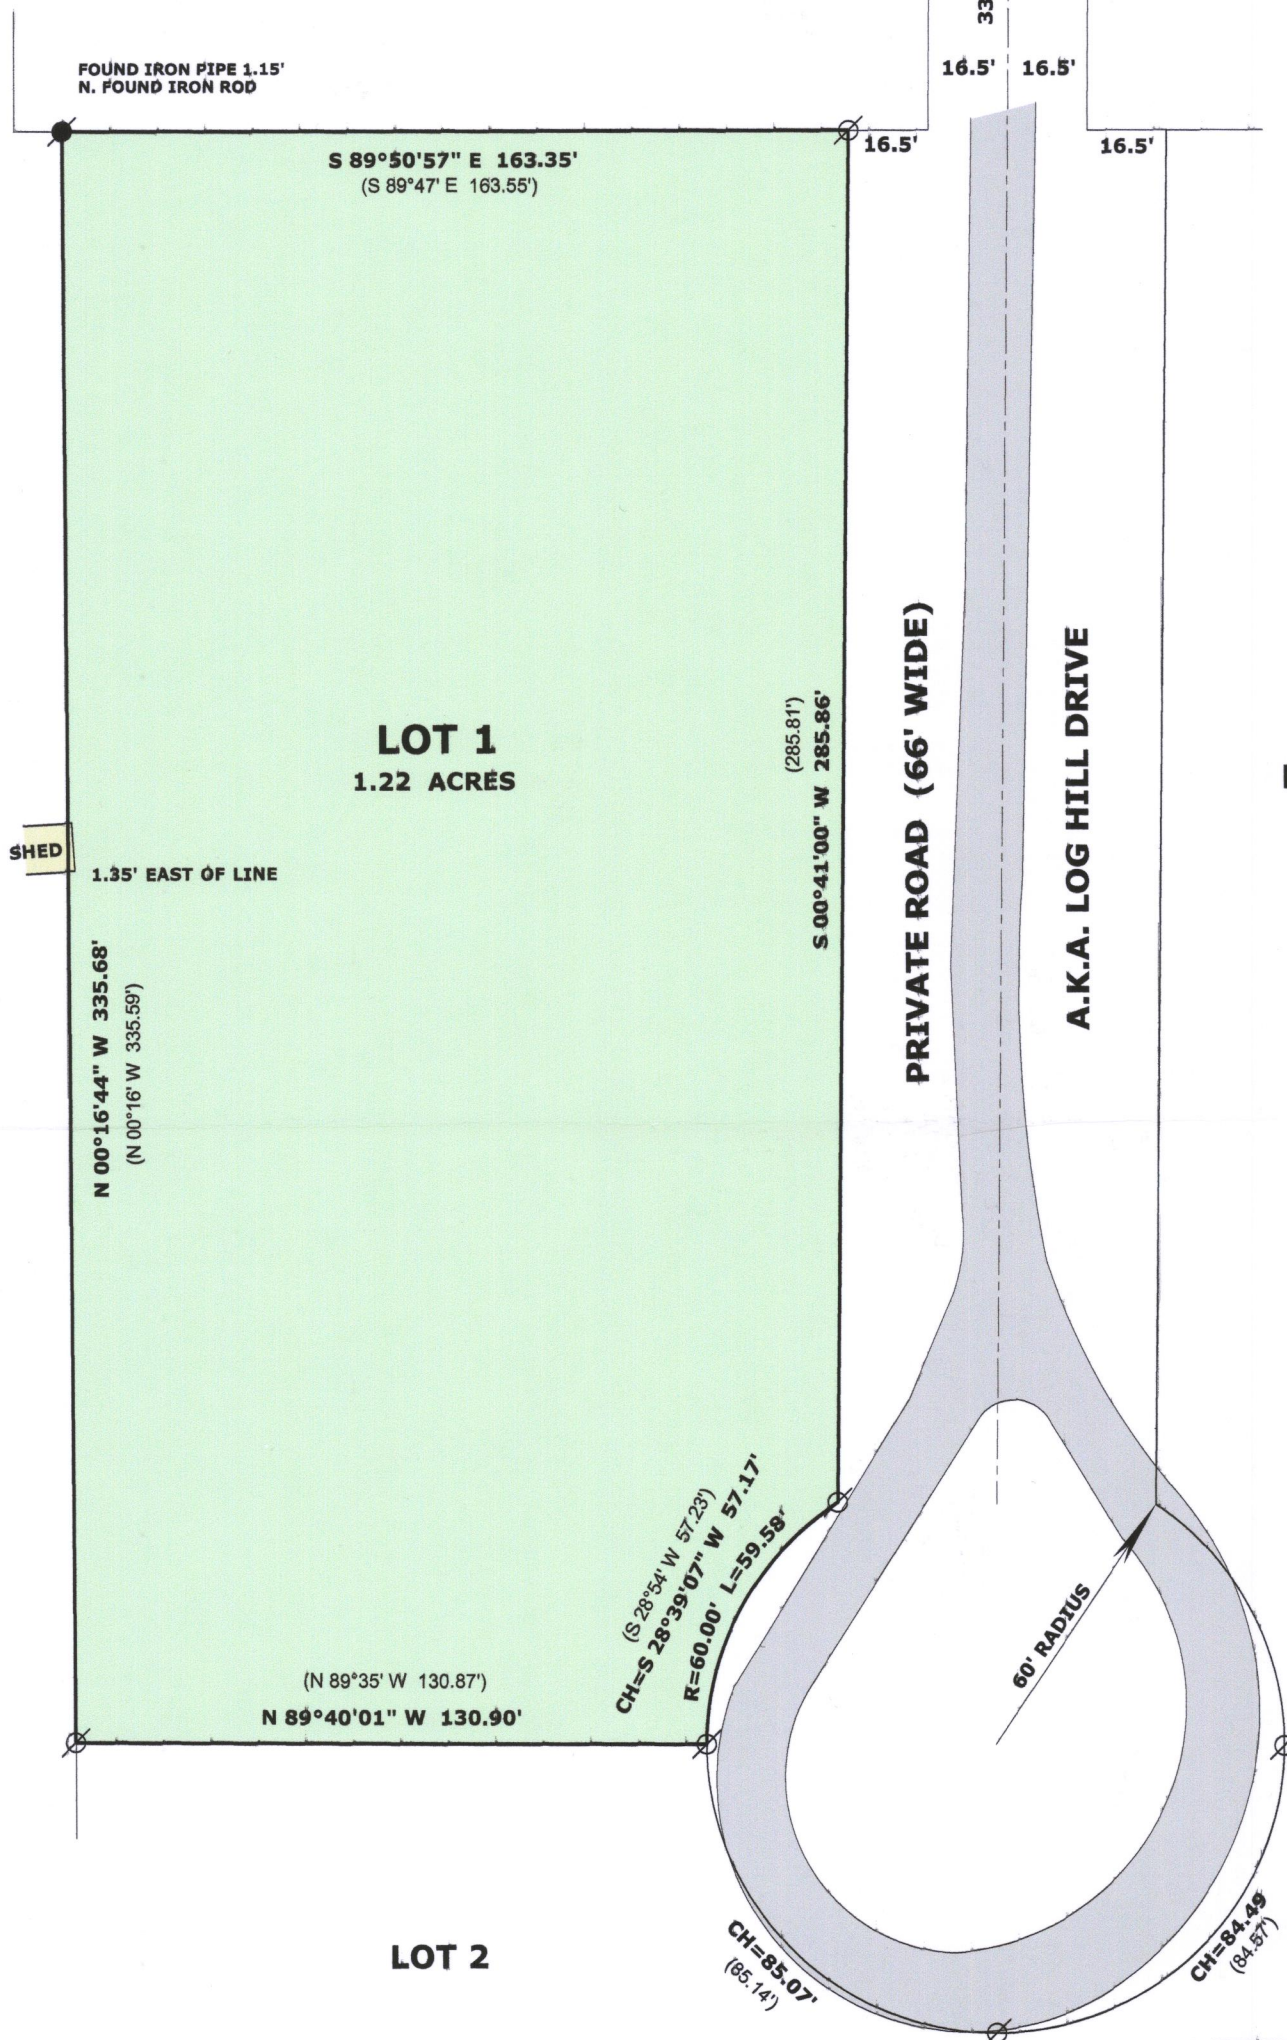 33
16.5' 16.5'
FOUND IRON PIPE 1.15'
N. FOUND IRON ROD
16.5'
16.5'
S 89°50'57" E 163.35'
(S 89°47' E 163.55')
LOT 1
1.22 ACRES
(285.81')
S 00°41'00" W 285.86'
PRIVATE ROAD (66' WIDE)
A.K.A. LOG HILL DRIVE
SHED
1.35' EAST OF LINE
N 00°16'44" W 335.68'
(N 00°16' W 335.59')
(S 28°54' W 57.23')
CH=S 28°39'07" W 57.17'
R=60.00' L=59.58'
60' RADIUS
(N 89°35' W 130.87')
N 89°40'01" W 130.90'
LOT 2
CH=85.07'
(85.14')
CH=84.49
(84.57')